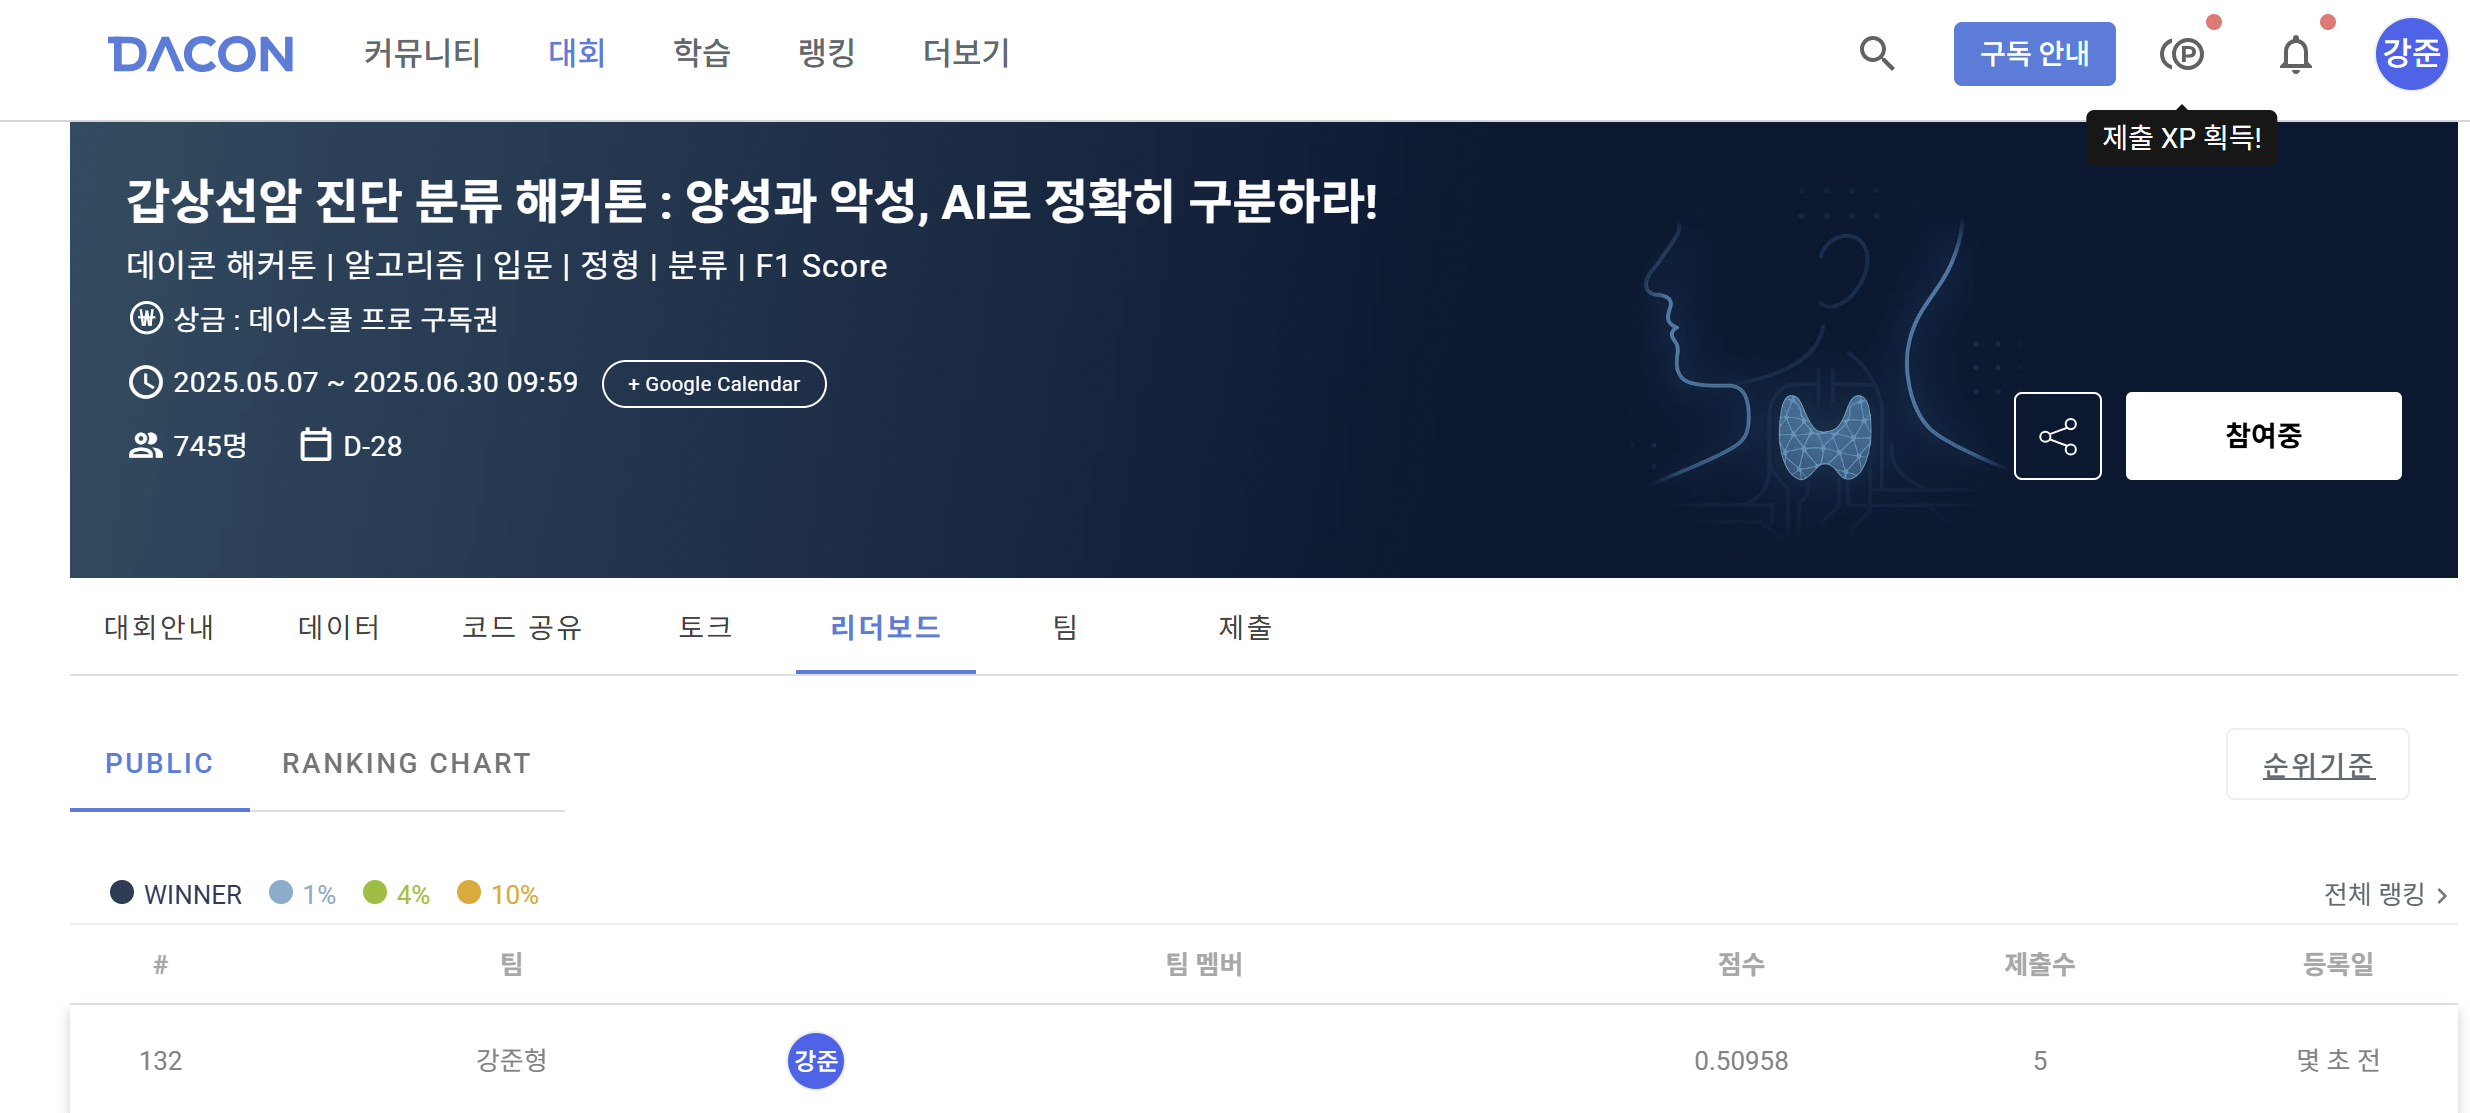 DACON 커뮤니티 대회 학습 랭킹 더보기 구독 안내 강준
제출 XP 획득!
갑상선암 진단 분류 해커톤 : 양성과 악성, AI로 정확히 구분하라!
데이콘 해커톤 | 알고리즘 | 입문 | 정형 | 분류 | F1 Score
상금 : 데이스쿨 프로 구독권
2025.05.07 ~ 2025.06.30 09:59 + Google Calendar
745명 D-28
참여중
대회안내 데이터 코드 공유 토크 리더보드 팀 제출
PUBLIC RANKING CHART 순위기준
WINNER 1% 4% 10% 전체 랭킹
# 팀 팀 멤버 점수 제출수 등록일
132 강준형 강준 0.50958 5 몇 초 전